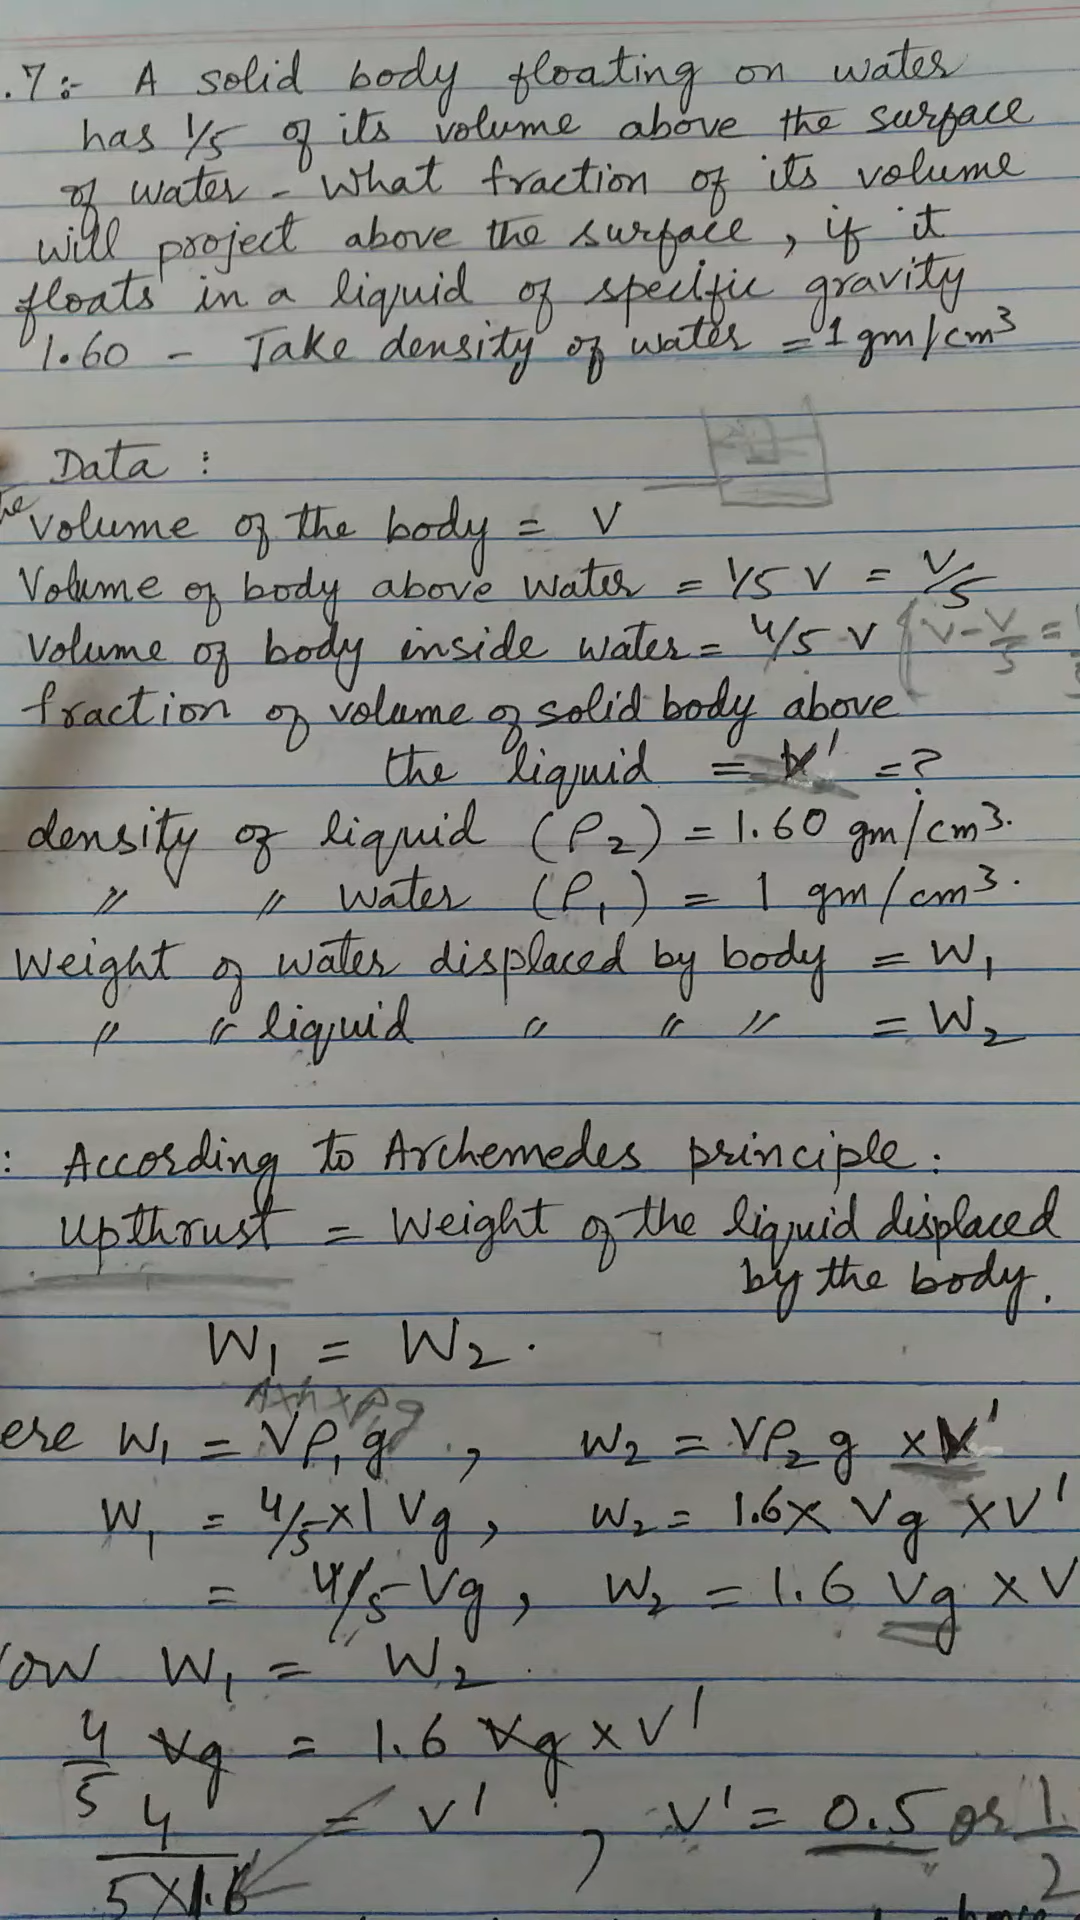 .7:- A solid body floating on water
has 1/5 of its volume above the surface
of water - What fraction of its volume
will project above the surface, if it
floats in a liquid of specific gravity
1.60 - Take density of water = 1 gm/cm³
Data :
Volume of the body = V
Volume of body above water = 1/5 V = V/5
Volume of body inside water = 4/5 V { V - V/5 =
fraction of volume of solid body above
the liquid = V' = ?
density of liquid (ρ₂) = 1.60 gm/cm³.
" " water (ρ₁) = 1 gm/cm³.
Weight of water displaced by body = W₁
" " liquid " " " = W₂
: According to Archemedes principle :
Upthrust = Weight of the liquid displaced
by the body.
W₁ = W₂ .
ere W₁ = Vρ₁g , W₂ = Vρ₂g × V'
W₁ = 4/5 × 1 Vg , W₂ = 1.6 × Vg × V'
= 4/5 Vg , W₂ = 1.6 Vg × V
ow W₁ = W₂
4/5 Vg = 1.6 Vg × V'
4/5×1.6 = V' , V' = 0.5 or 1/2